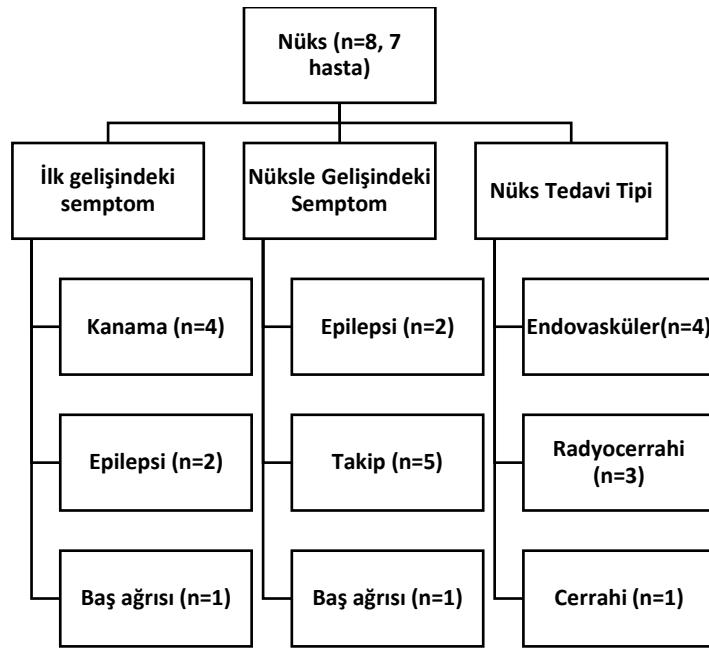 Nüks (n=8, 7
hasta)
İlk gelişindeki
semptom
Nüksle Gelişindeki
Semptom
Nüks Tedavi Tipi
Kanama (n=4)
Epilepsi (n=2)
Endovasküler(n=4)
Epilepsi (n=2)
Takip (n=5)
Radyocerrahi
(n=3)
Baş ağrısı (n=1)
Baş ağrısı (n=1)
Cerrahi (n=1)